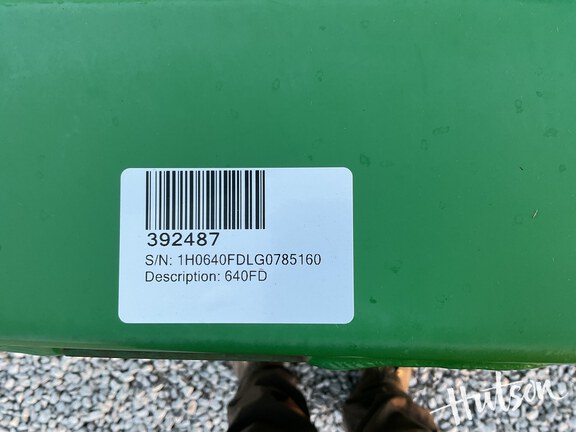 392487
S/N: 1H0640FDLG0785160
Description: 640FD
Hutson